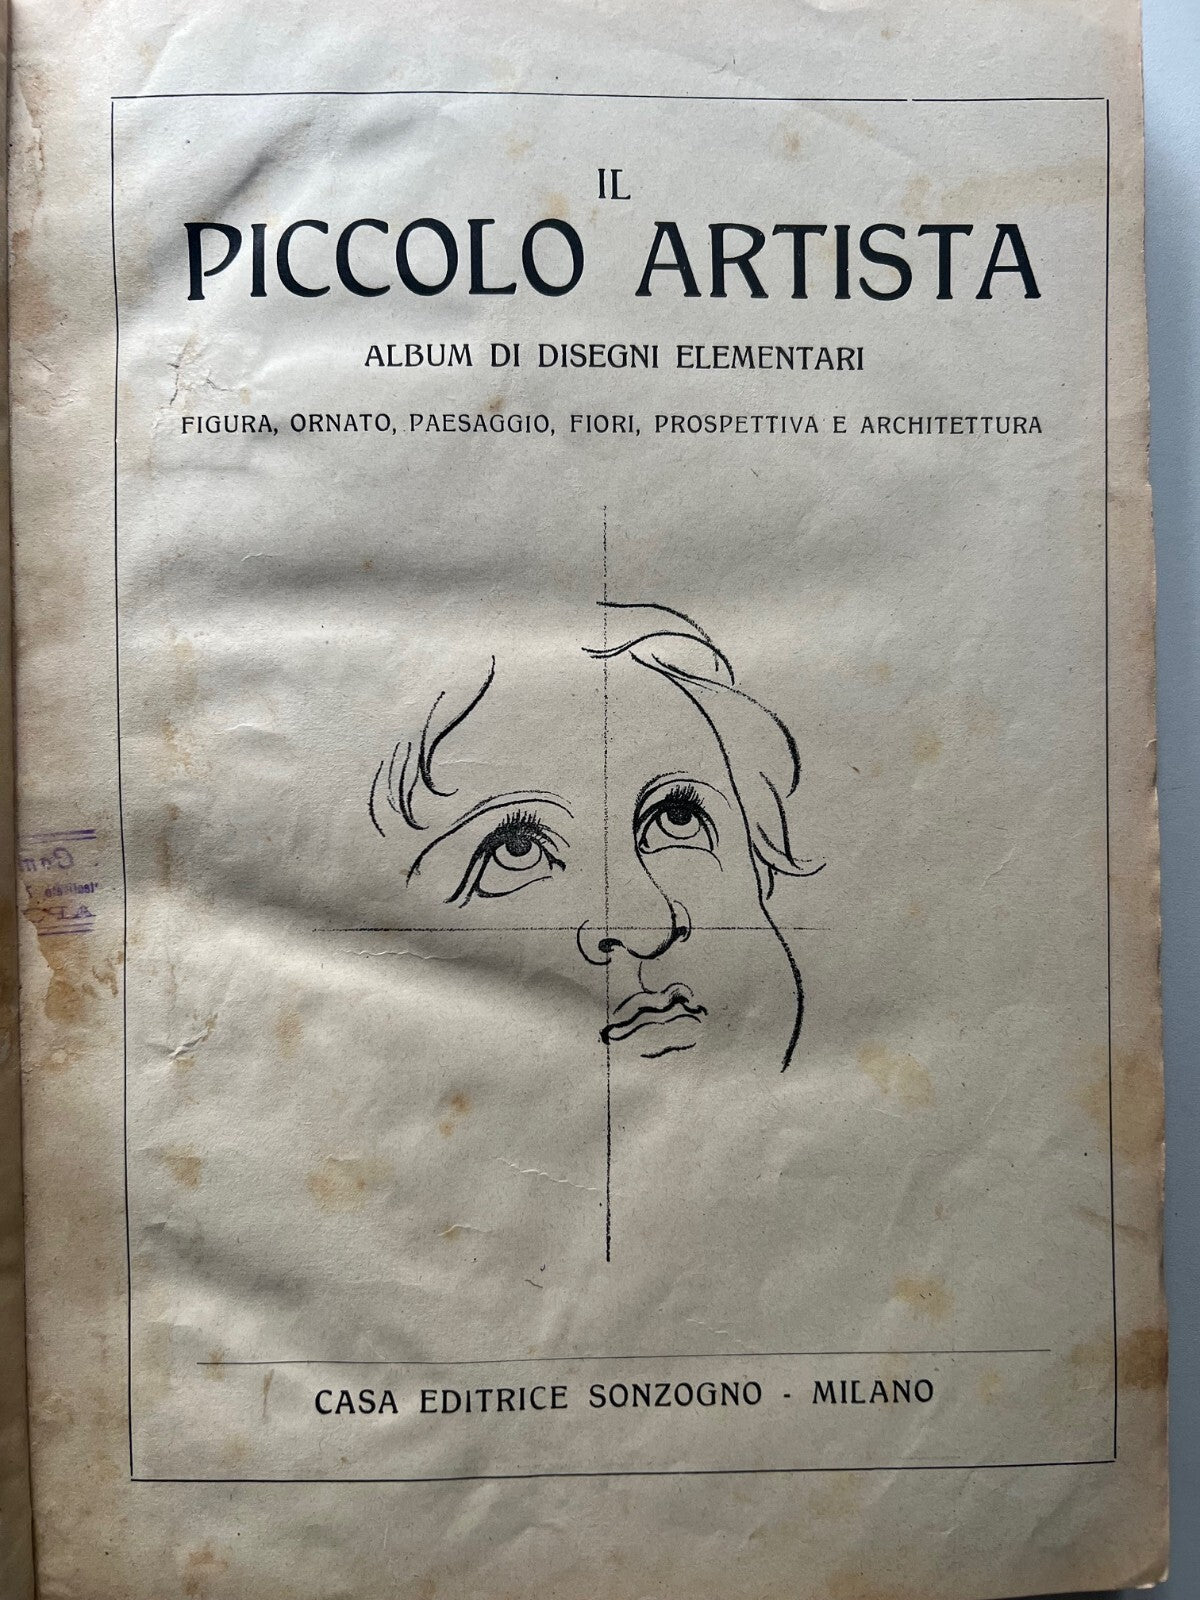 IL
PICCOLO ARTISTA
ALBUM DI DISEGNI ELEMENTARI
FIGURA, ORNATO, PAESAGGIO, FIORI, PROSPETTIVA E ARCHITETTURA
CASA EDITRICE SONZOGNO - MILANO